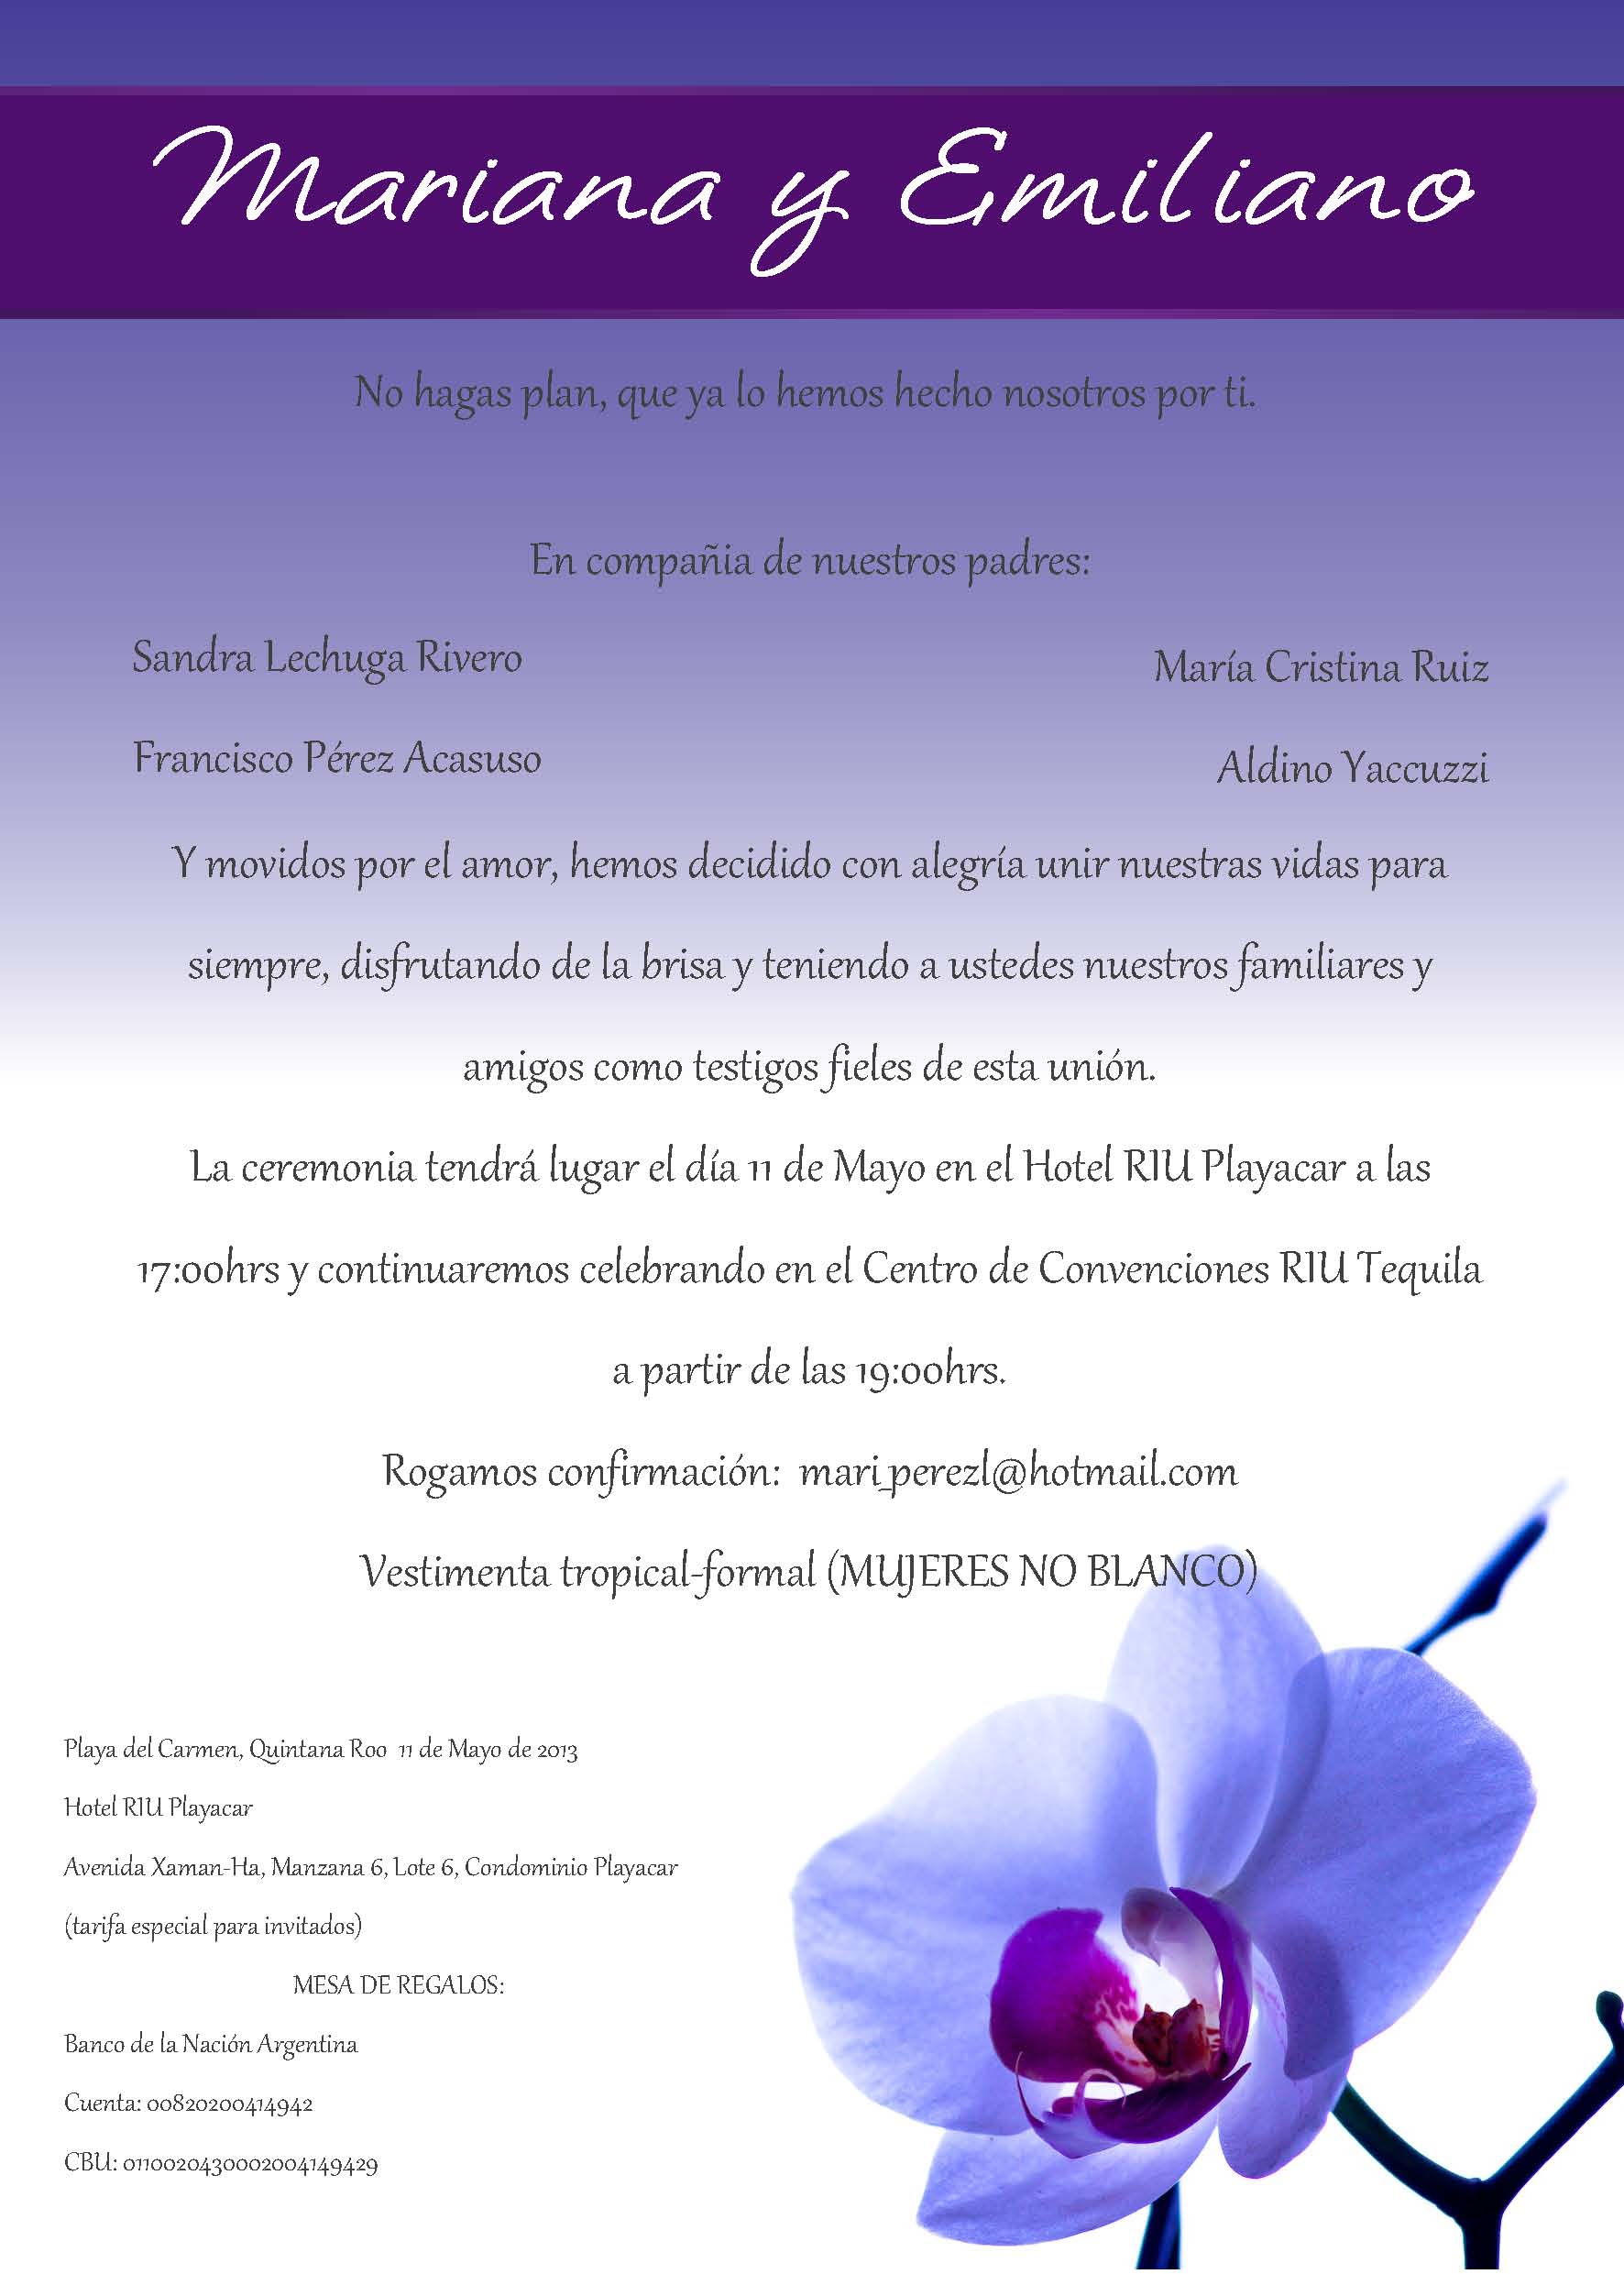 Mariana y Emiliano
No hagas plan, que ya lo hemos hecho nosotros por ti.
En compañia de nuestros padres:
Sandra Lechuga Rivero
María Cristina Ruiz
Francisco Pérez Acasuso
Aldino Yaccuzzi
Y movidos por el amor, hemos decidido con alegría unir nuestras vidas para
siempre, disfrutando de la brisa y teniendo a ustedes nuestros familiares y
amigos como testigos fieles de esta unión.
La ceremonia tendrá lugar el día 11 de Mayo en el Hotel RIU Playacar a las
17:00hrs y continuaremos celebrando en el Centro de Convenciones RIU Tequila
a partir de las 19:00hrs.
Rogamos confirmación: mari_perezl@hotmail.com
Vestimenta tropical-formal (MUJERES NO BLANCO)
Playa del Carmen, Quintana Roo 11 de Mayo de 2013
Hotel RIU Playacar
Avenida Xaman-Ha, Manzana 6, Lote 6, Condominio Playacar
(tarifa especial para invitados)
MESA DE REGALOS:
Banco de la Nación Argentina
Cuenta: 00820200414942
CBU: 0110020430002004149429